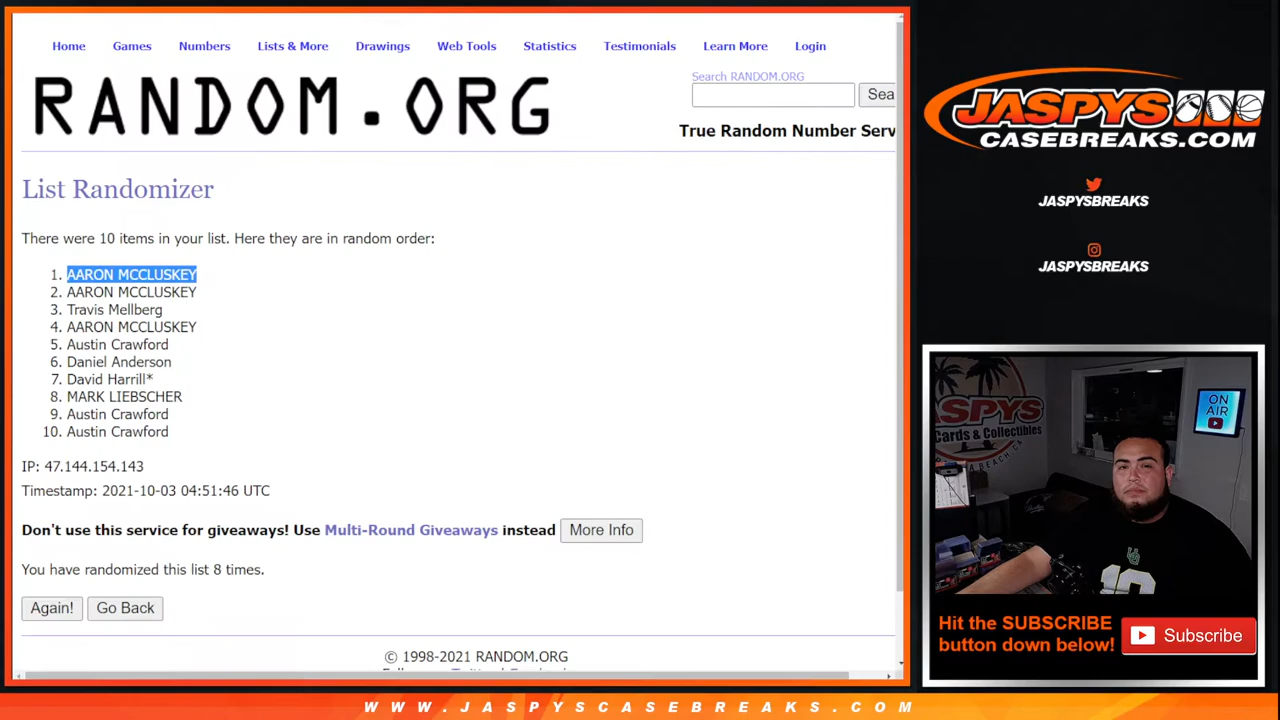 Home Games Numbers Lists & More Drawings Web Tools Statistics Testimonials Learn More Login
RANDOM.ORG
Search RANDOM.ORG
Sea
True Random Number Serv
List Randomizer
There were 10 items in your list. Here they are in random order:
1. AARON MCCLUSKEY
2. AARON MCCLUSKEY
3. Travis Mellberg
4. AARON MCCLUSKEY
5. Austin Crawford
6. Daniel Anderson
7. David Harrill*
8. MARK LIEBSCHER
9. Austin Crawford
10. Austin Crawford
IP: 47.144.154.143
Timestamp: 2021-10-03 04:51:46 UTC
Don't use this service for giveaways! Use Multi-Round Giveaways instead More Info
You have randomized this list 8 times.
Again! Go Back
© 1998-2021 RANDOM.ORG
JASPYS
CASEBREAKS.COM
JASPYSBREAKS
JASPYSBREAKS
ASPYS
Cards & Collectibles
ON
AIR
Hit the SUBSCRIBE
button down below!
Subscribe
WWW.JASPYSCASEBREAKS.COM